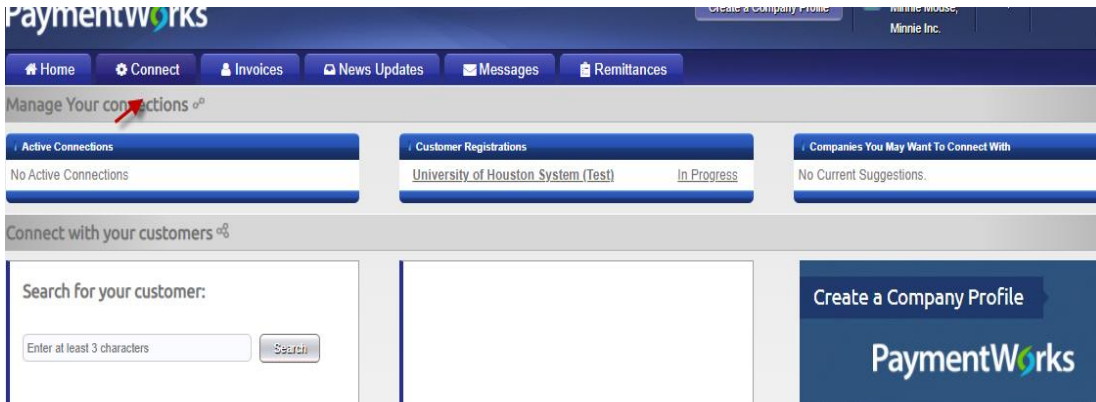 PaymentWorks
Create a Company Profile
Minnie Mouse,
Minnie Inc.
Home Connect Invoices News Updates Messages Remittances
Manage Your connections
Active Connections
No Active Connections
Customer Registrations
University of Houston System (Test) In Progress
Companies You May Want To Connect With
No Current Suggestions.
Connect with your customers
Search for your customer:
Enter at least 3 characters Search
Create a Company Profile
PaymentWorks